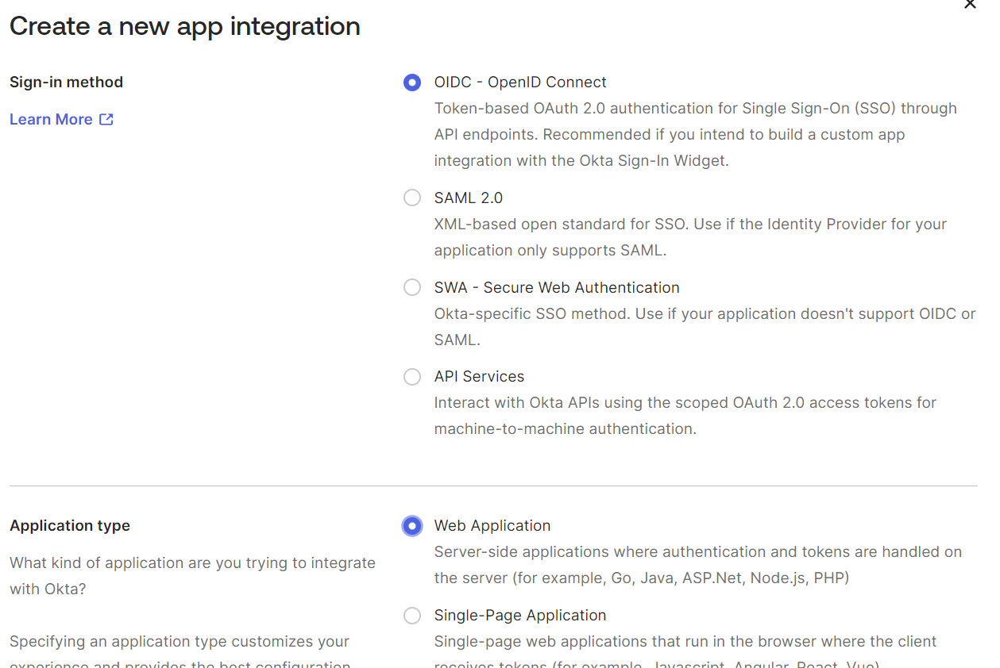 Create a new app integration
Sign-in method
Learn More
OIDC - OpenID Connect
Token-based OAuth 2.0 authentication for Single Sign-On (SSO) through
API endpoints. Recommended if you intend to build a custom app
integration with the Okta Sign-In Widget.
SAML 2.0
XML-based open standard for SSO. Use if the Identity Provider for your
application only supports SAML.
SWA - Secure Web Authentication
Okta-specific SSO method. Use if your application doesn't support OIDC or
SAML.
API Services
Interact with Okta APIs using the scoped OAuth 2.0 access tokens for
machine-to-machine authentication.
Application type
What kind of application are you trying to integrate
with Okta?
Specifying an application type customizes your
experience and provides the best configuration
Web Application
Server-side applications where authentication and tokens are handled on
the server (for example, Go, Java, ASP.Net, Node.js, PHP)
Single-Page Application
Single-page web applications that run in the browser where the client
receives tokens (for example, Javascript, Angular, React, Vue)